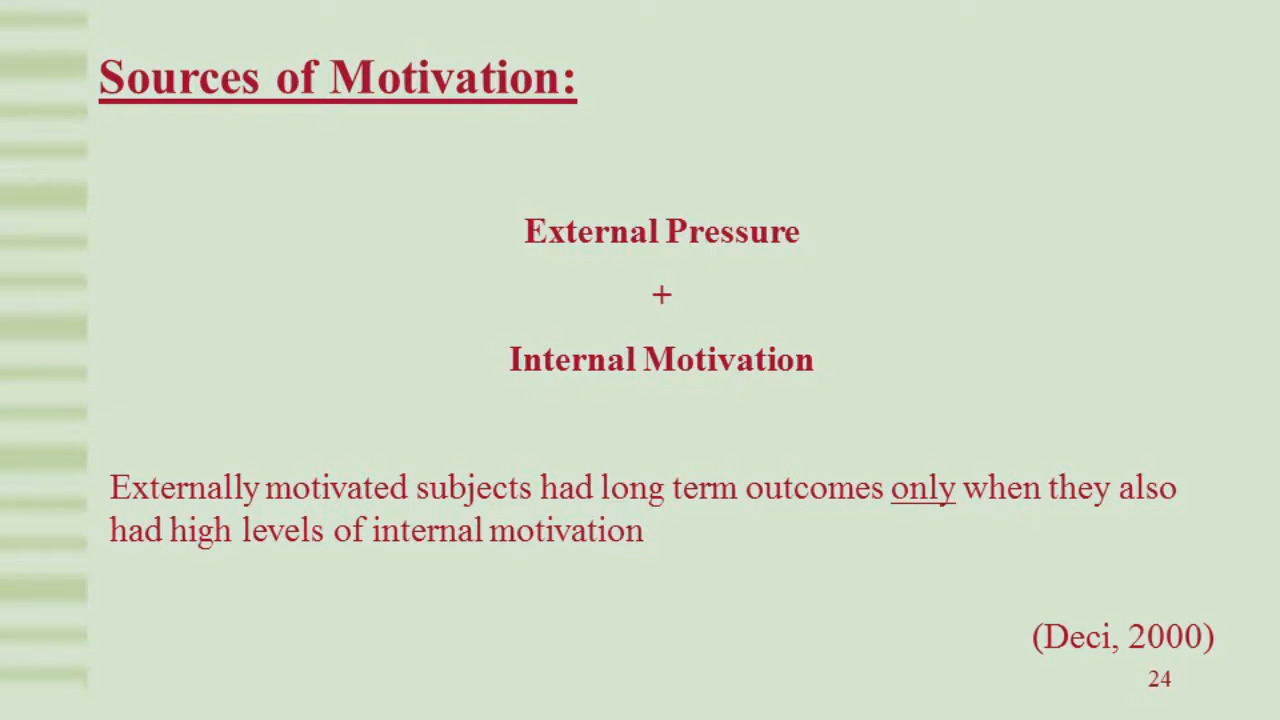 Sources of Motivation:
External Pressure
+
Internal Motivation
Externally motivated subjects had long term outcomes only when they also
had high levels of internal motivation
(Deci, 2000)
24